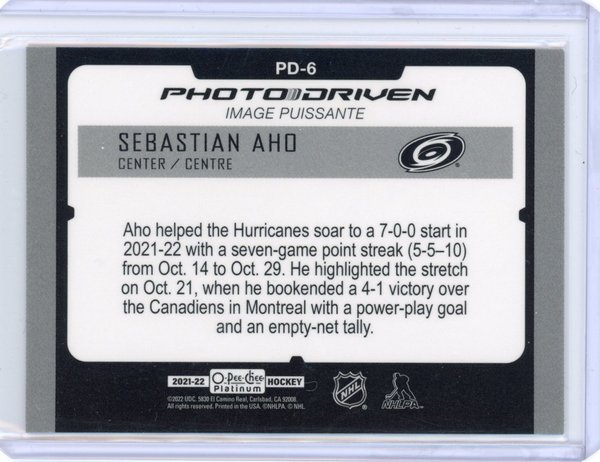 PD-6
PHOTO DRIVEN
IMAGE PUISSANTE
SEBASTIAN AHO
CENTER / CENTRE
Aho helped the Hurricanes soar to a 7-0-0 start in
2021-22 with a seven-game point streak (5-5–10)
from Oct. 14 to Oct. 29. He highlighted the stretch
on Oct. 21, when he bookended a 4-1 victory over
the Canadiens in Montreal with a power-play goal
and an empty-net tally.
2021-22 O-Pee-Chee Platinum HOCKEY
©2022 UDC. 5830 El Camino Real, Carlsbad, CA 92008.
All rights reserved. Printed in the USA. ©NHLPA. © NHL.
NHL
NHLPA